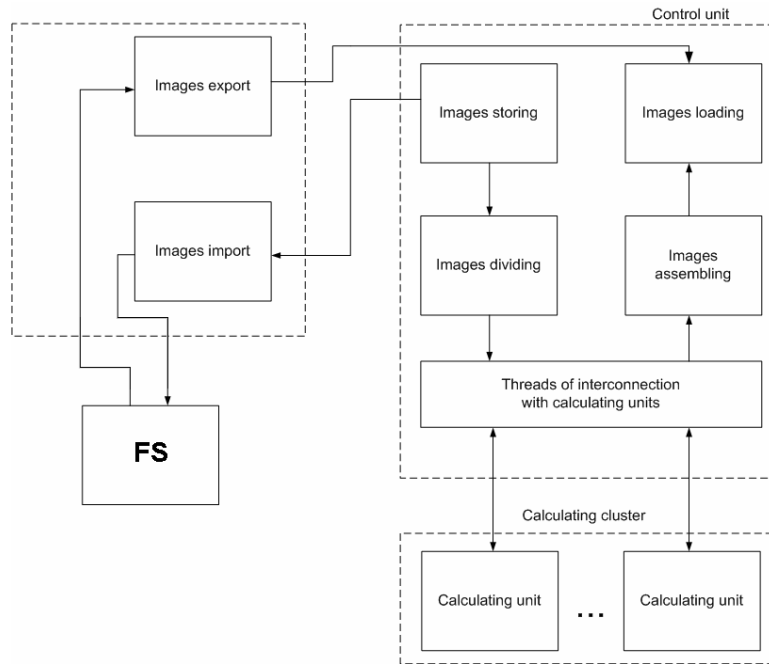 Control unit
Images export
Images storing
Images loading
Images import
Images dividing
Images
assembling
Threads of interconnection
with calculating units
FS
Calculating cluster
Calculating unit
...
Calculating unit